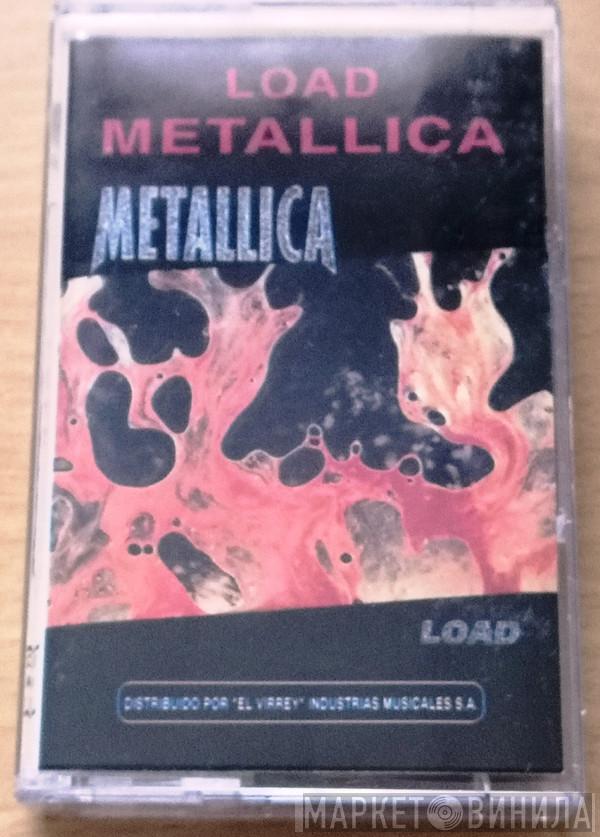 LOAD
METALLICA
METALLICA
LOAD
DISTRIBUIDO POR "EL VIRREY" INDUSTRIAS MUSICALES S.A.
МАРКЕТ ВИНИЛА